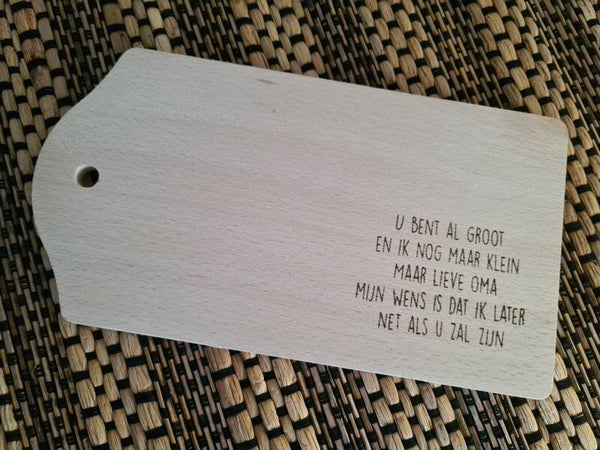 U BENT AL GROOT
EN IK NOG MAAR KLEIN
MAAR LIEVE OMA
MIJN WENS IS DAT IK LATER
NET ALS U ZAL ZIJN